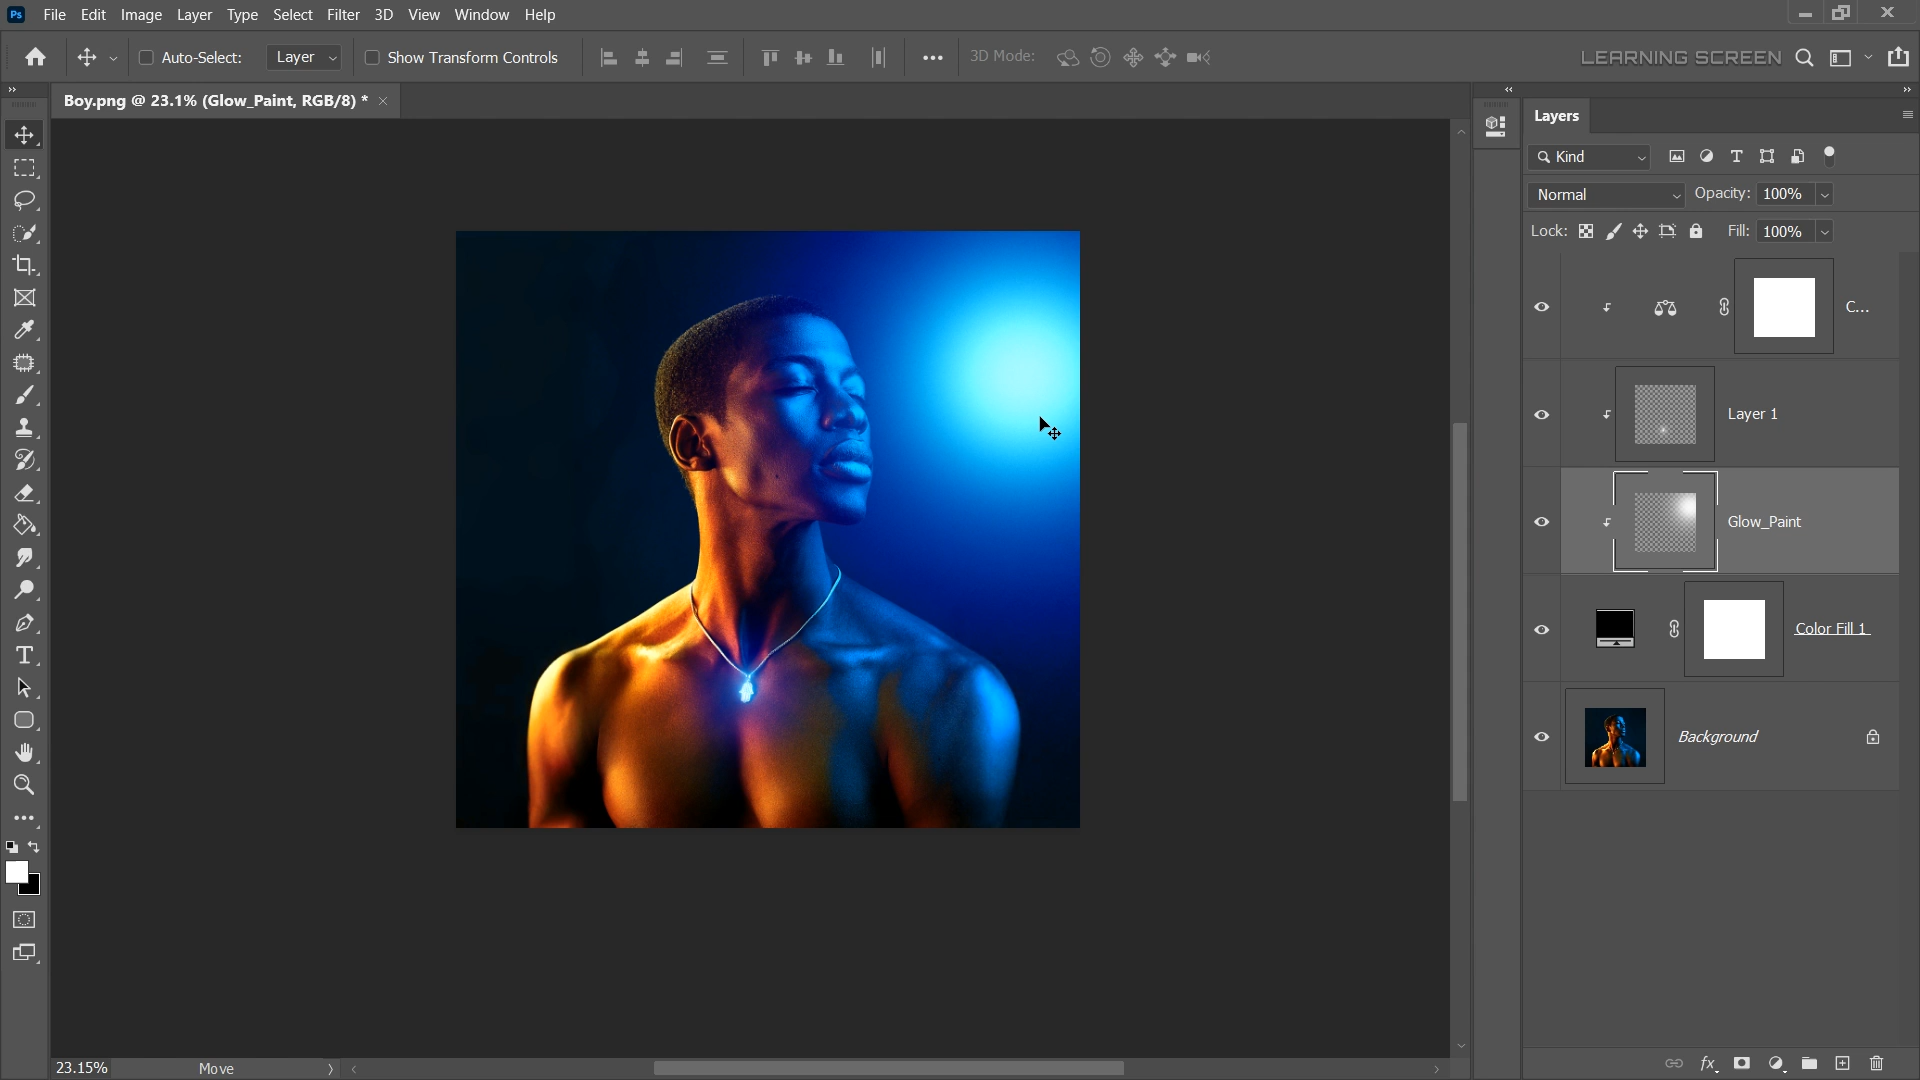 Ps File Edit Image Layer Type Select Filter 3D View Window Help
Auto-Select: Layer Show Transform Controls 3D Mode: LEARNING SCREEN
Boy.png @ 23.1% (Glow_Paint, RGB/8) *
Layers
Kind
Normal Opacity: 100%
Lock: Fill: 100%
C...
Layer 1
Glow_Paint
Color Fill 1
Background
23.15% Move
fx